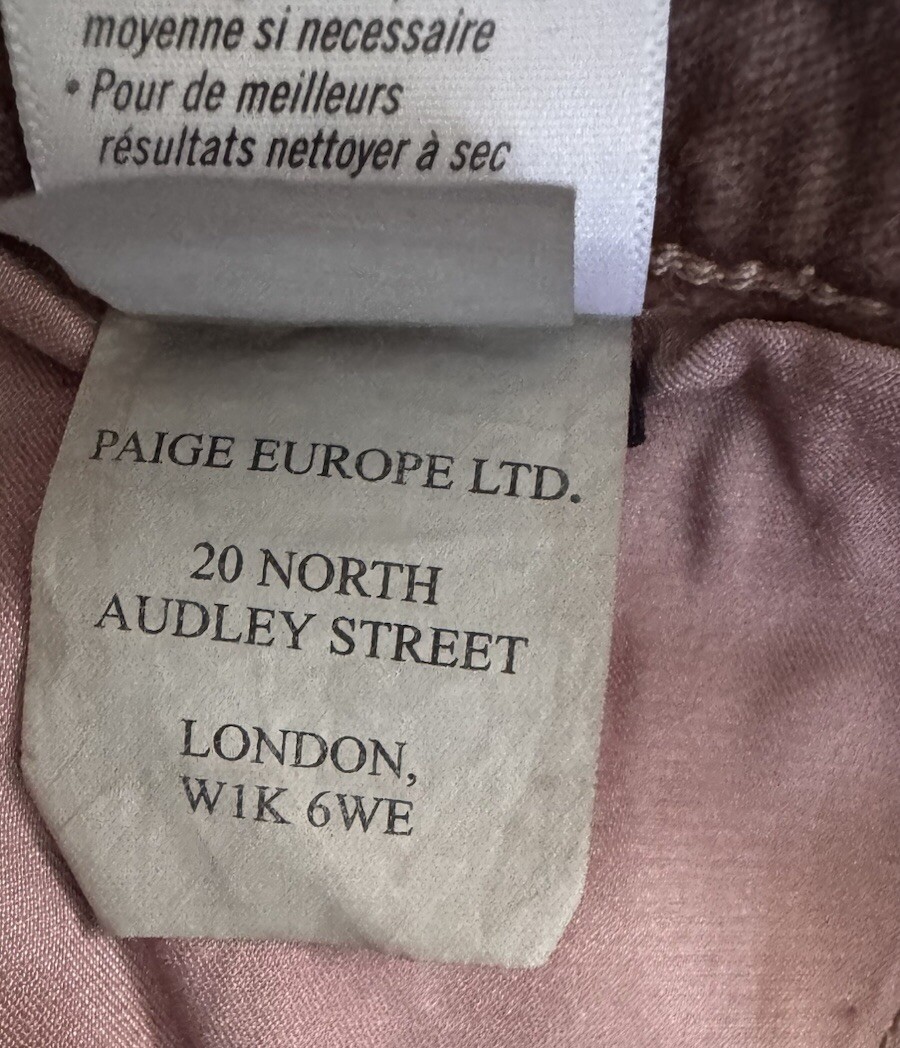 moyenne si necessaire
• Pour de meilleurs
résultats nettoyer à sec
PAIGE EUROPE LTD.
20 NORTH
AUDLEY STREET
LONDON,
W1K 6WE